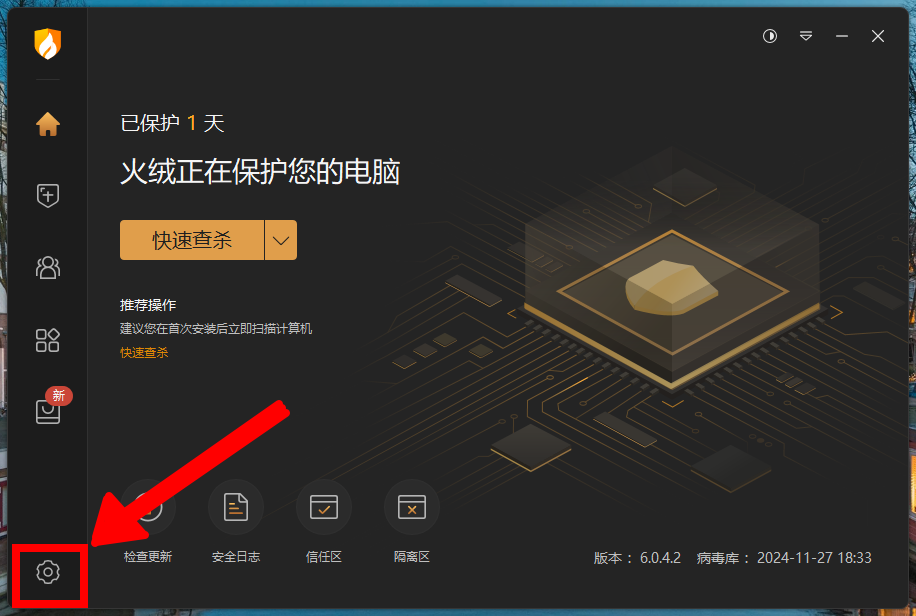 已保护 1 天
火绒正在保护您的电脑
快速查杀
推荐操作
建议您在首次安装后立即扫描计算机
快速查杀
新
检查更新 安全日志 信任区 隔离区
版本： 6.0.4.2 病毒库： 2024-11-27 18:33